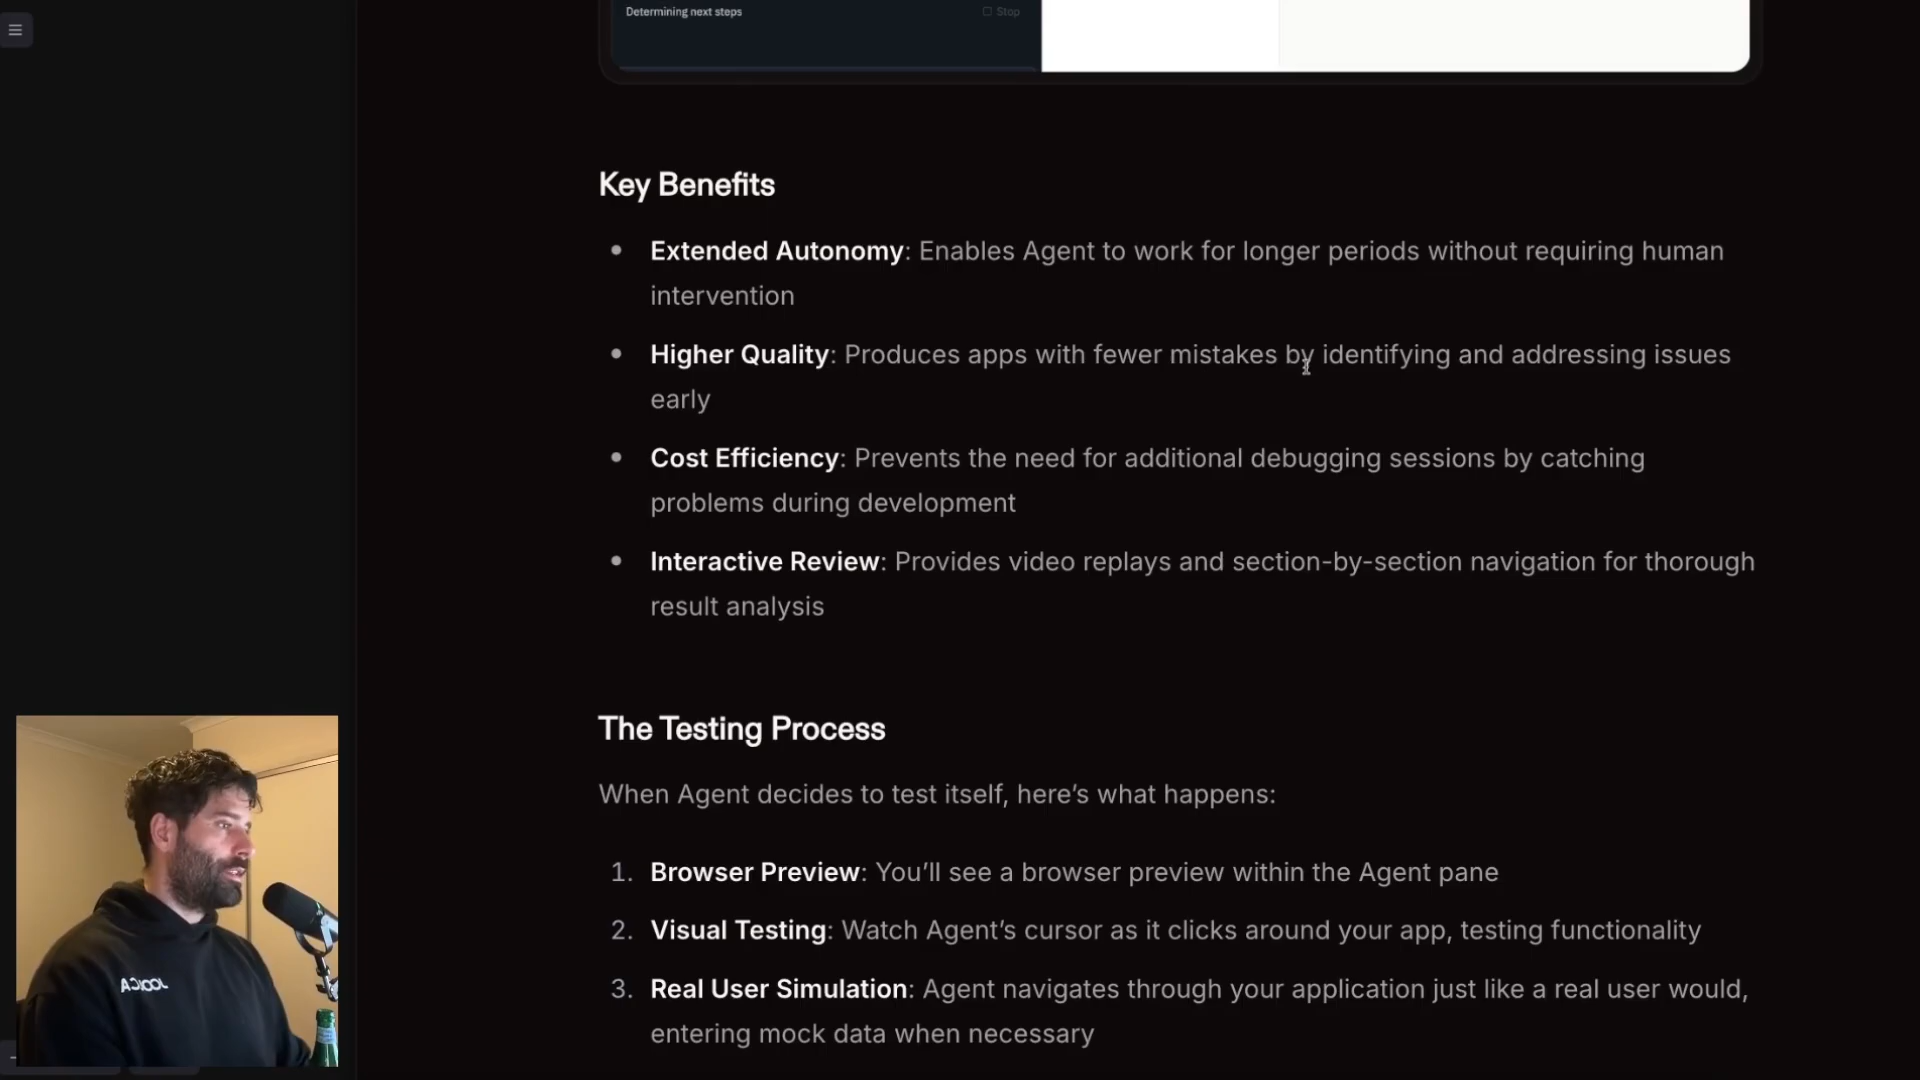 Determining next steps
Stop
Key Benefits
• Extended Autonomy: Enables Agent to work for longer periods without requiring human
intervention
• Higher Quality: Produces apps with fewer mistakes by identifying and addressing issues
early
• Cost Efficiency: Prevents the need for additional debugging sessions by catching
problems during development
• Interactive Review: Provides video replays and section-by-section navigation for thorough
result analysis
The Testing Process
When Agent decides to test itself, here’s what happens:
1. Browser Preview: You’ll see a browser preview within the Agent pane
2. Visual Testing: Watch Agent’s cursor as it clicks around your app, testing functionality
3. Real User Simulation: Agent navigates through your application just like a real user would,
entering mock data when necessary